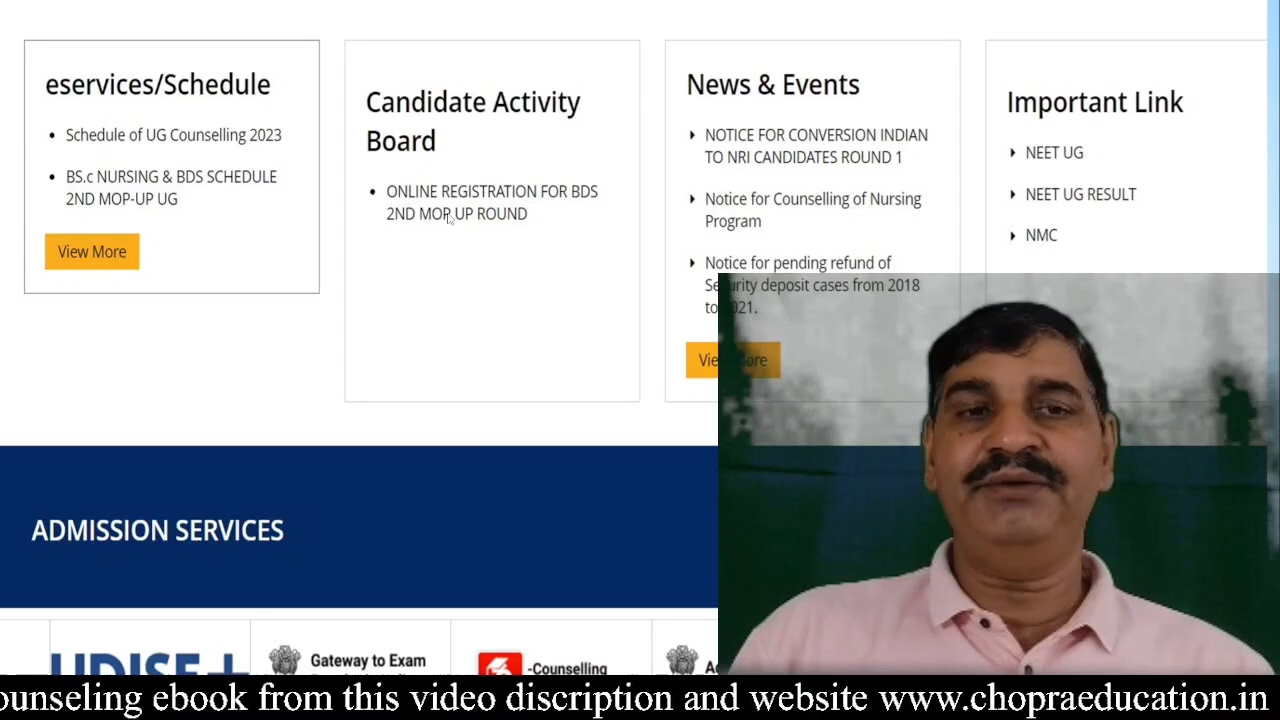 eservices/Schedule
Schedule of UG Counselling 2023
BS.c NURSING & BDS SCHEDULE
2ND MOP-UP UG
View More
Candidate Activity
Board
ONLINE REGISTRATION FOR BDS
2ND MOP UP ROUND
News & Events
NOTICE FOR CONVERSION INDIAN
TO NRI CANDIDATES ROUND 1
Notice for Counselling of Nursing
Program
Notice for pending refund of
Security deposit cases from 2018
to 2021.
View More
Important Link
NEET UG
NEET UG RESULT
NMC
ADMISSION SERVICES
UDISE+
Gateway to Exam
-Counselling
ounseling ebook from this video discription and website www.chopraeducation.in